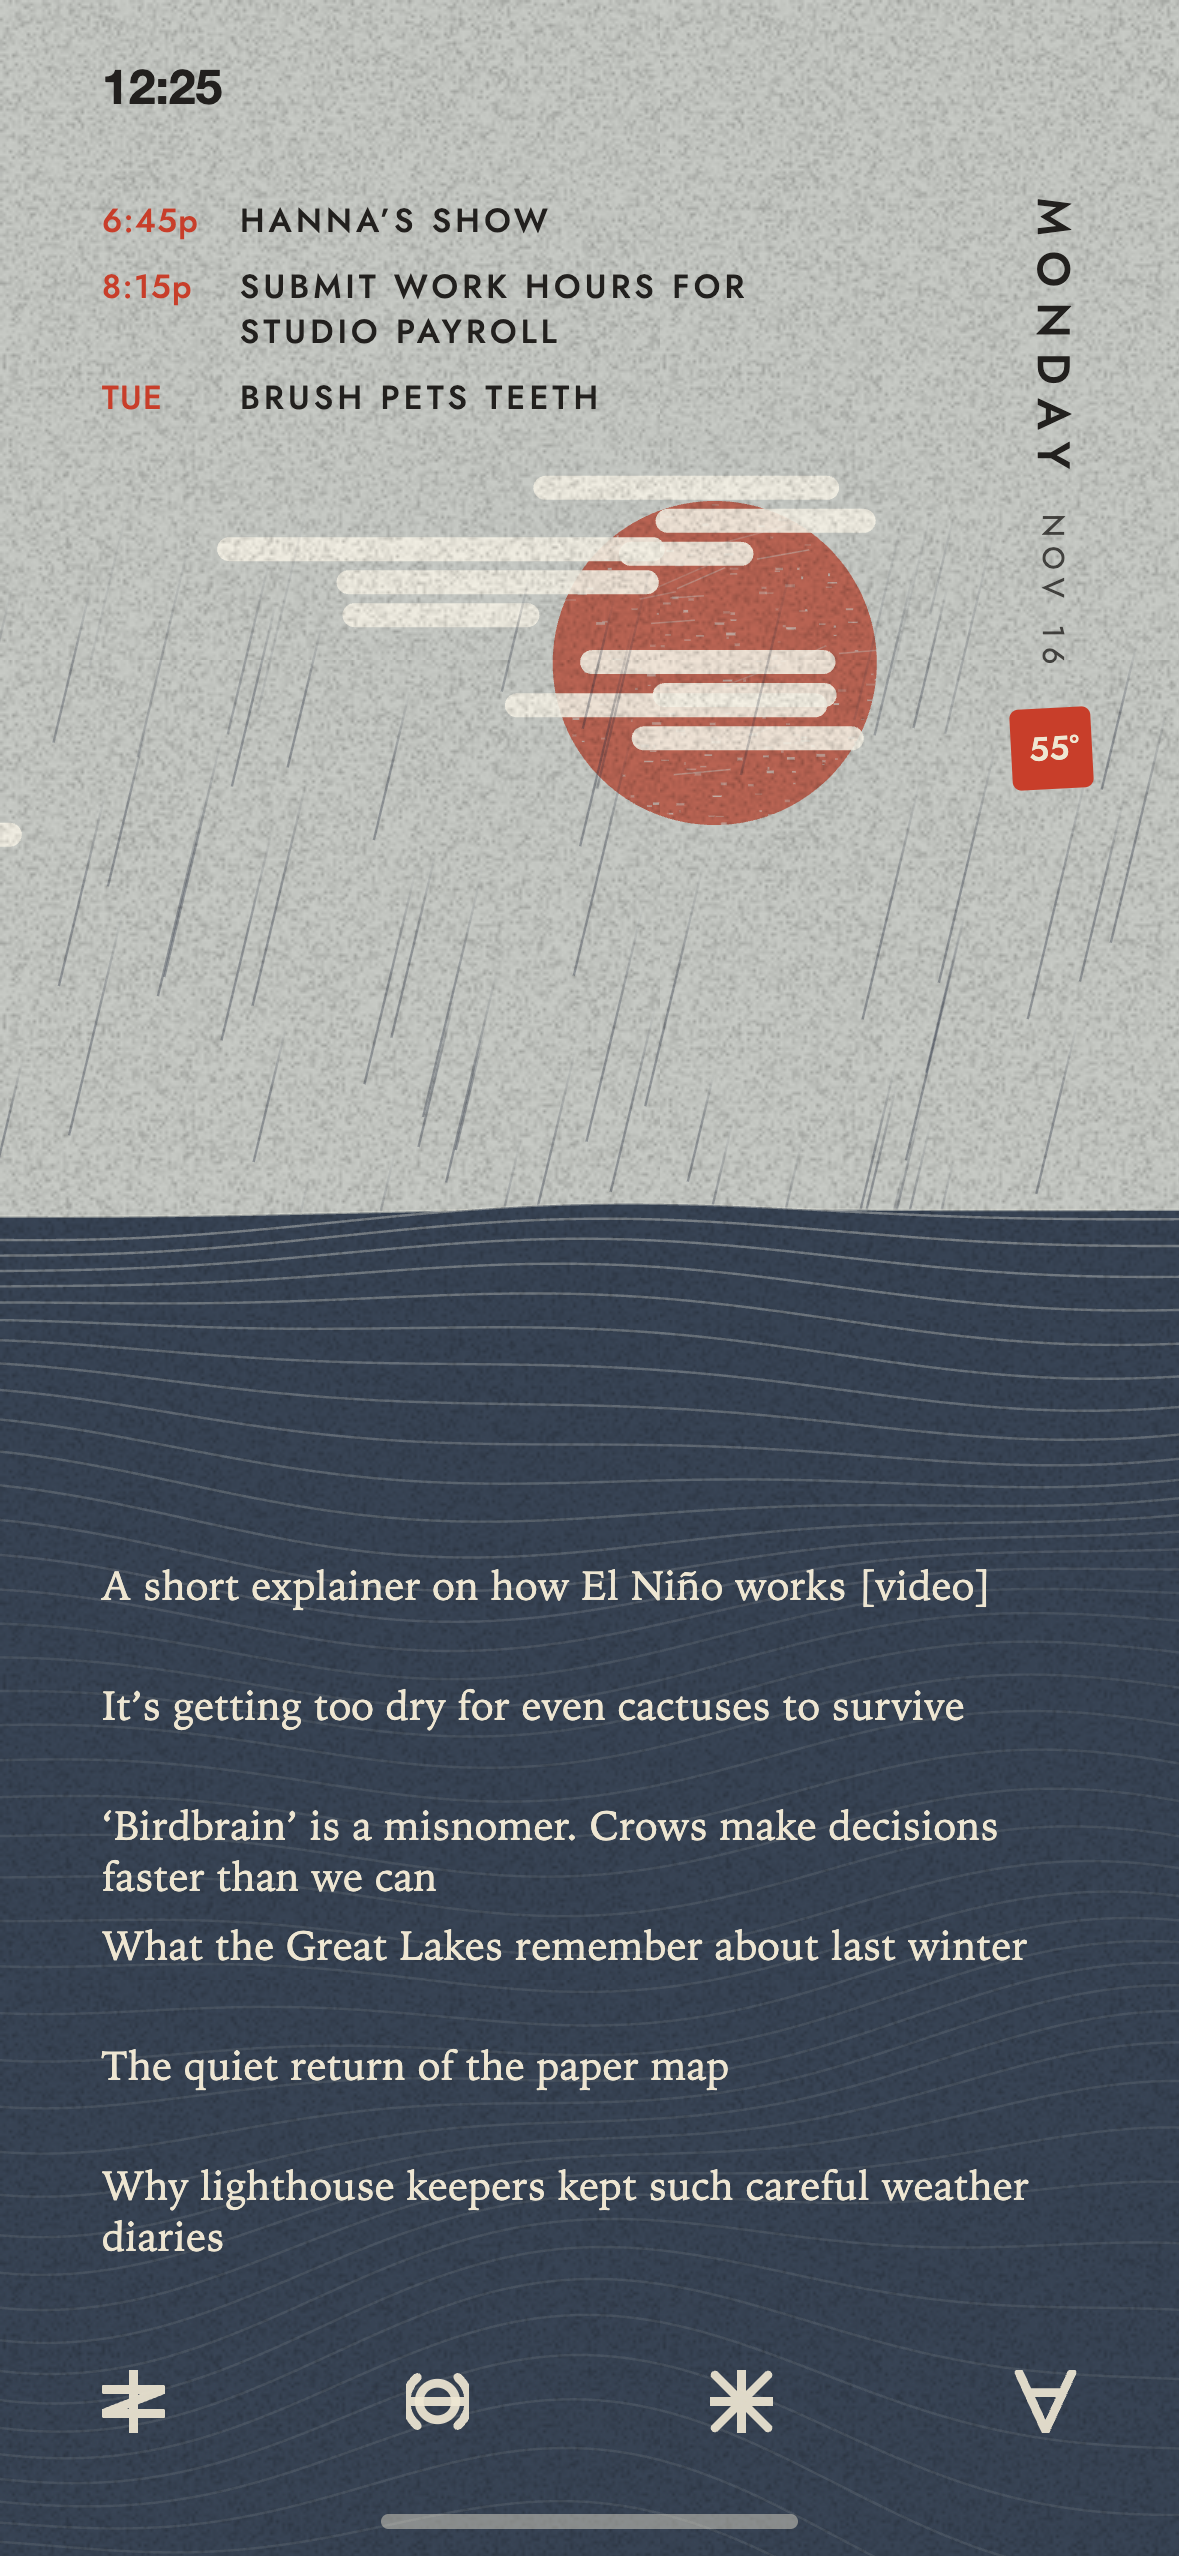 12:25
6:45p HANNA’S SHOW
8:15p SUBMIT WORK HOURS FOR
STUDIO PAYROLL
TUE BRUSH PETS TEETH
MONDAY NOV 16
55°
A short explainer on how El Niño works [video]
It’s getting too dry for even cactuses to survive
‘Birdbrain’ is a misnomer. Crows make decisions
faster than we can
What the Great Lakes remember about last winter
The quiet return of the paper map
Why lighthouse keepers kept such careful weather
diaries